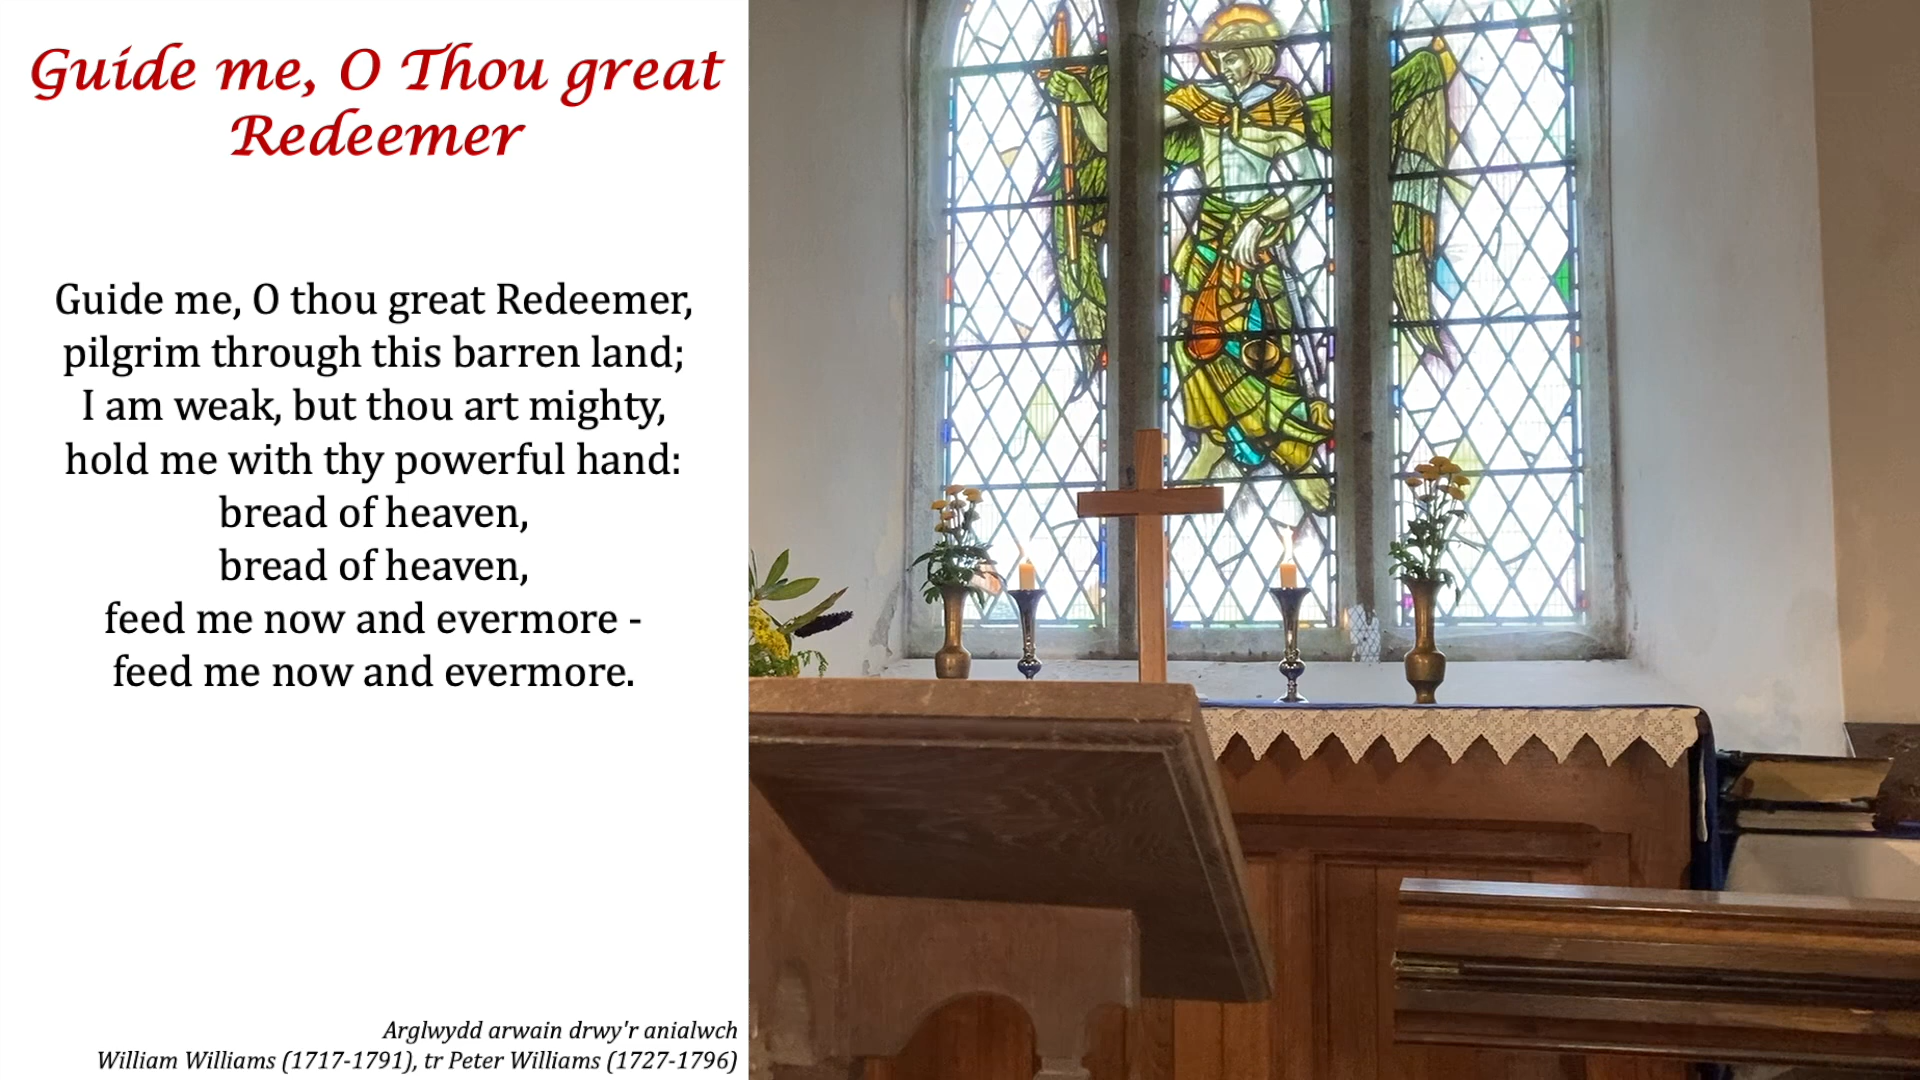 Guide me, O Thou great
Redeemer
Guide me, O thou great Redeemer,
pilgrim through this barren land;
I am weak, but thou art mighty,
hold me with thy powerful hand:
bread of heaven,
bread of heaven,
feed me now and evermore -
feed me now and evermore.
Arglwydd arwain drwy'r anialwch
William Williams (1717-1791), tr Peter Williams (1727-1796)